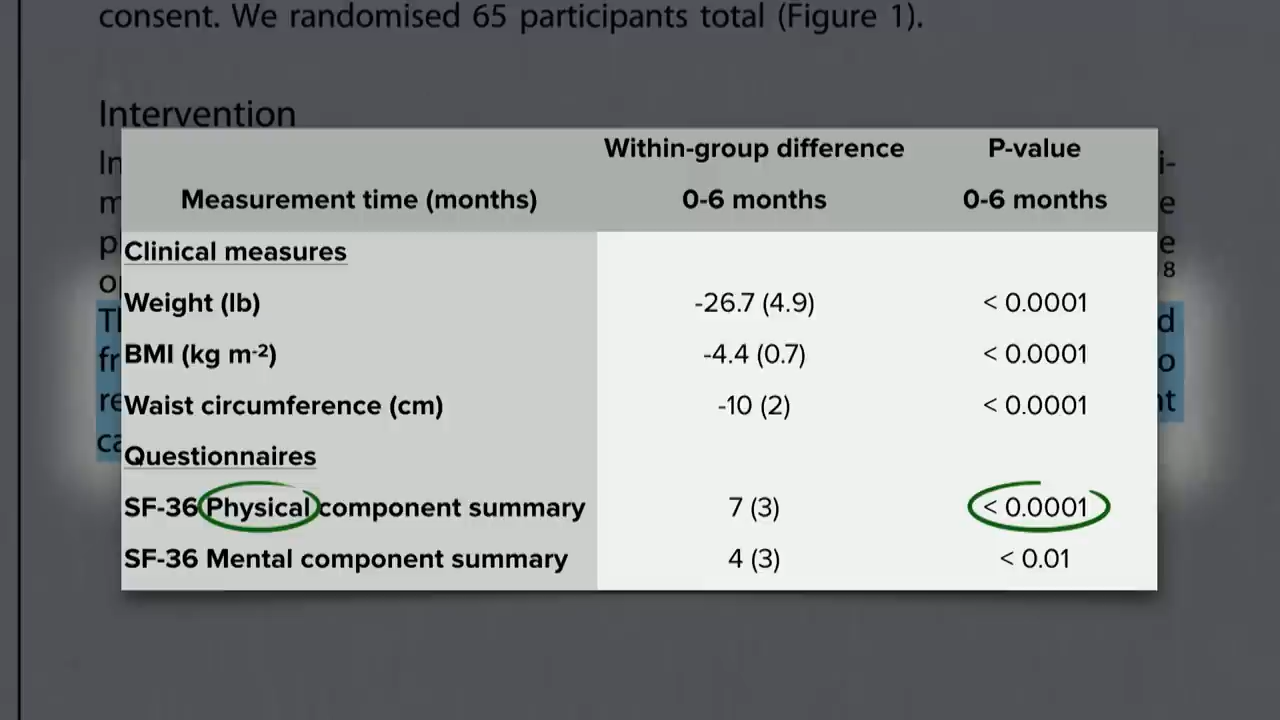 consent. We randomised 65 participants total (Figure 1).
Intervention
Within-group difference P-value
Measurement time (months) 0-6 months 0-6 months
Clinical measures
Weight (lb) -26.7 (4.9) < 0.0001
BMI (kg m-²) -4.4 (0.7) < 0.0001
Waist circumference (cm) -10 (2) < 0.0001
Questionnaires
SF-36 Physical component summary 7 (3) < 0.0001
SF-36 Mental component summary 4 (3) < 0.01